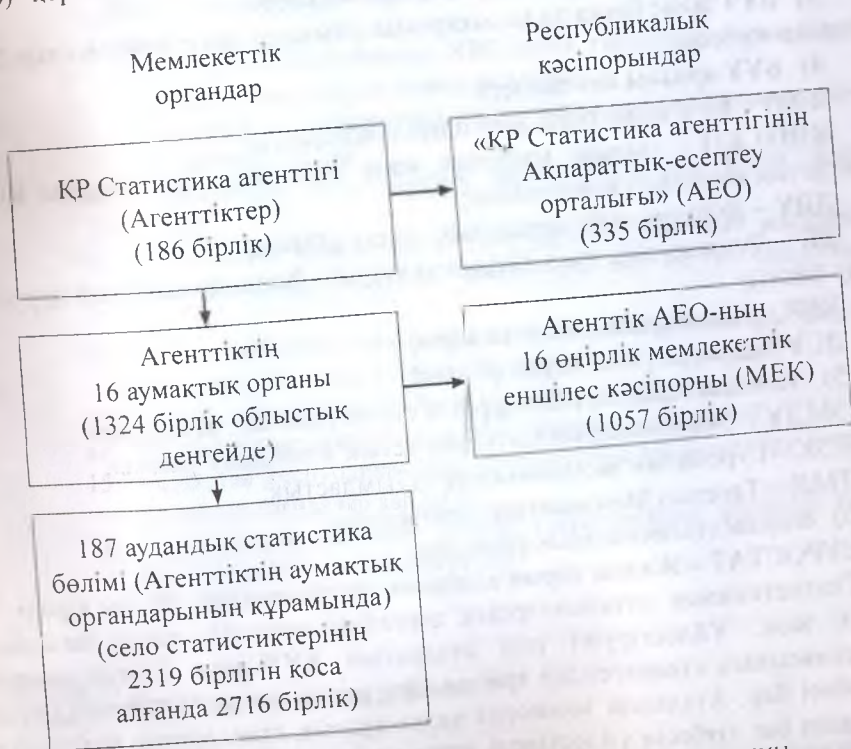 Мемлекеттік
органдар
Республикалық
кәсіпорындар
ҚР Статистика агенттігі
(Агенттіктер)
(186 бірлік)
«ҚР Статистика агенттігінің
Ақпараттық-есептеу
орталығы» (АЕО)
(335 бірлік)
Агенттіктің
16 аумақтық органы
(1324 бірлік облыстық
деңгейде)
Агенттік АЕО-ның
16 өңірлік мемлекеттік
еншілес кәсіпорны (МЕК)
(1057 бірлік)
187 аудандық статистика
бөлімі (Агенттіктің аумақтық
органдарының құрамында)
(село статистиктерінің
2319 бірлігін қоса
алғанда 2716 бірлік)